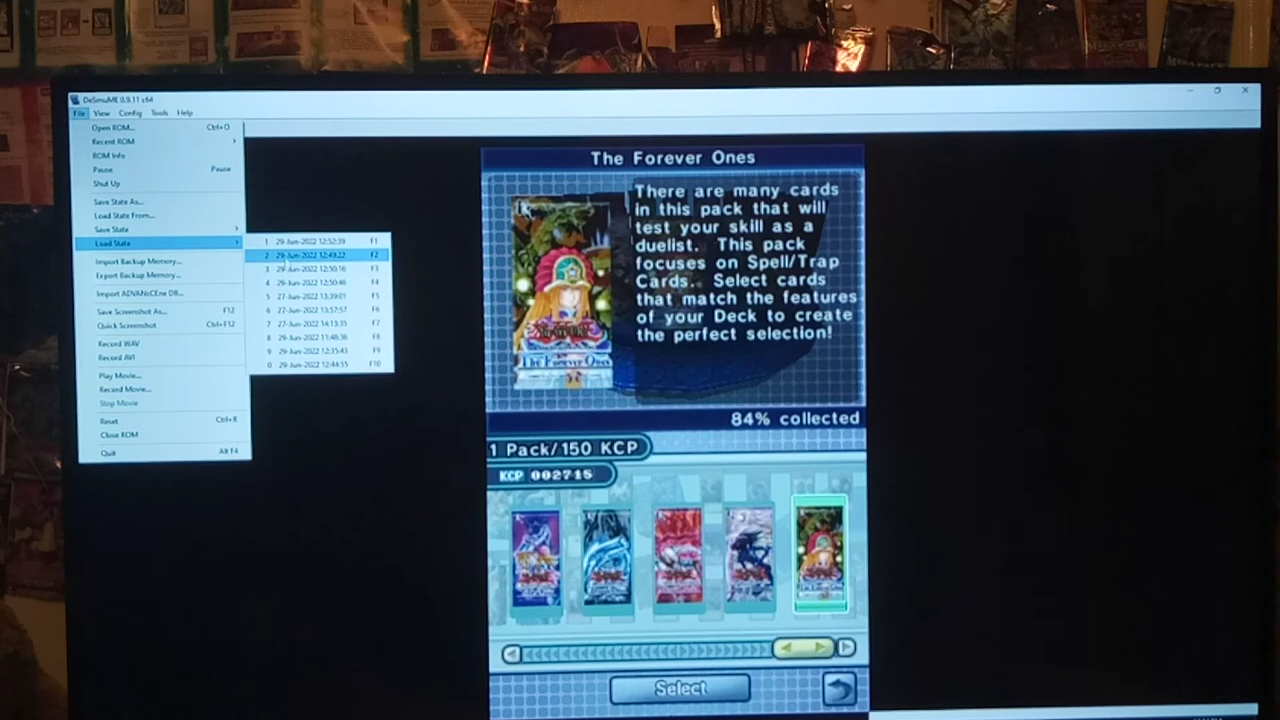 DeSmuME 0.9.11 x64
File View Config Tools Help
Open ROM... Ctrl+O
Recent ROM
ROM Info
Pause Pause
Shut Up
Save State As...
Load State From...
Save State
Load State
Import Backup Memory...
Export Backup Memory...
Import ADVANsCEne DB...
Save Screenshot As... F12
Quick Screenshot Ctrl+F12
Record WAV
Record AVI
Play Movie...
Record Movie...
Stop Movie
Reset Ctrl+R
Close ROM
Quit Alt F4
1 29-Jun-2022 12:52:39 F1
2 29-Jun-2022 12:49:22 F2
3 29-Jun-2022 12:50:16 F3
4 29-Jun-2022 12:50:46 F4
5 27-Jun-2022 13:39:01 F5
6 27-Jun-2022 13:57:57 F6
7 27-Jun-2022 14:13:35 F7
8 29-Jun-2022 11:48:36 F8
9 29-Jun-2022 12:35:43 F9
0 29-Jun-2022 12:44:55 F10
The Forever Ones
There are many cards
in this pack that will
test your skill as a
duelist. This pack
focuses on Spell/Trap
Cards. Select cards
that match the features
of your Deck to create
the perfect selection!
The Forever Ones
84% collected
1 Pack/150 KCP
KCP 002715
Select